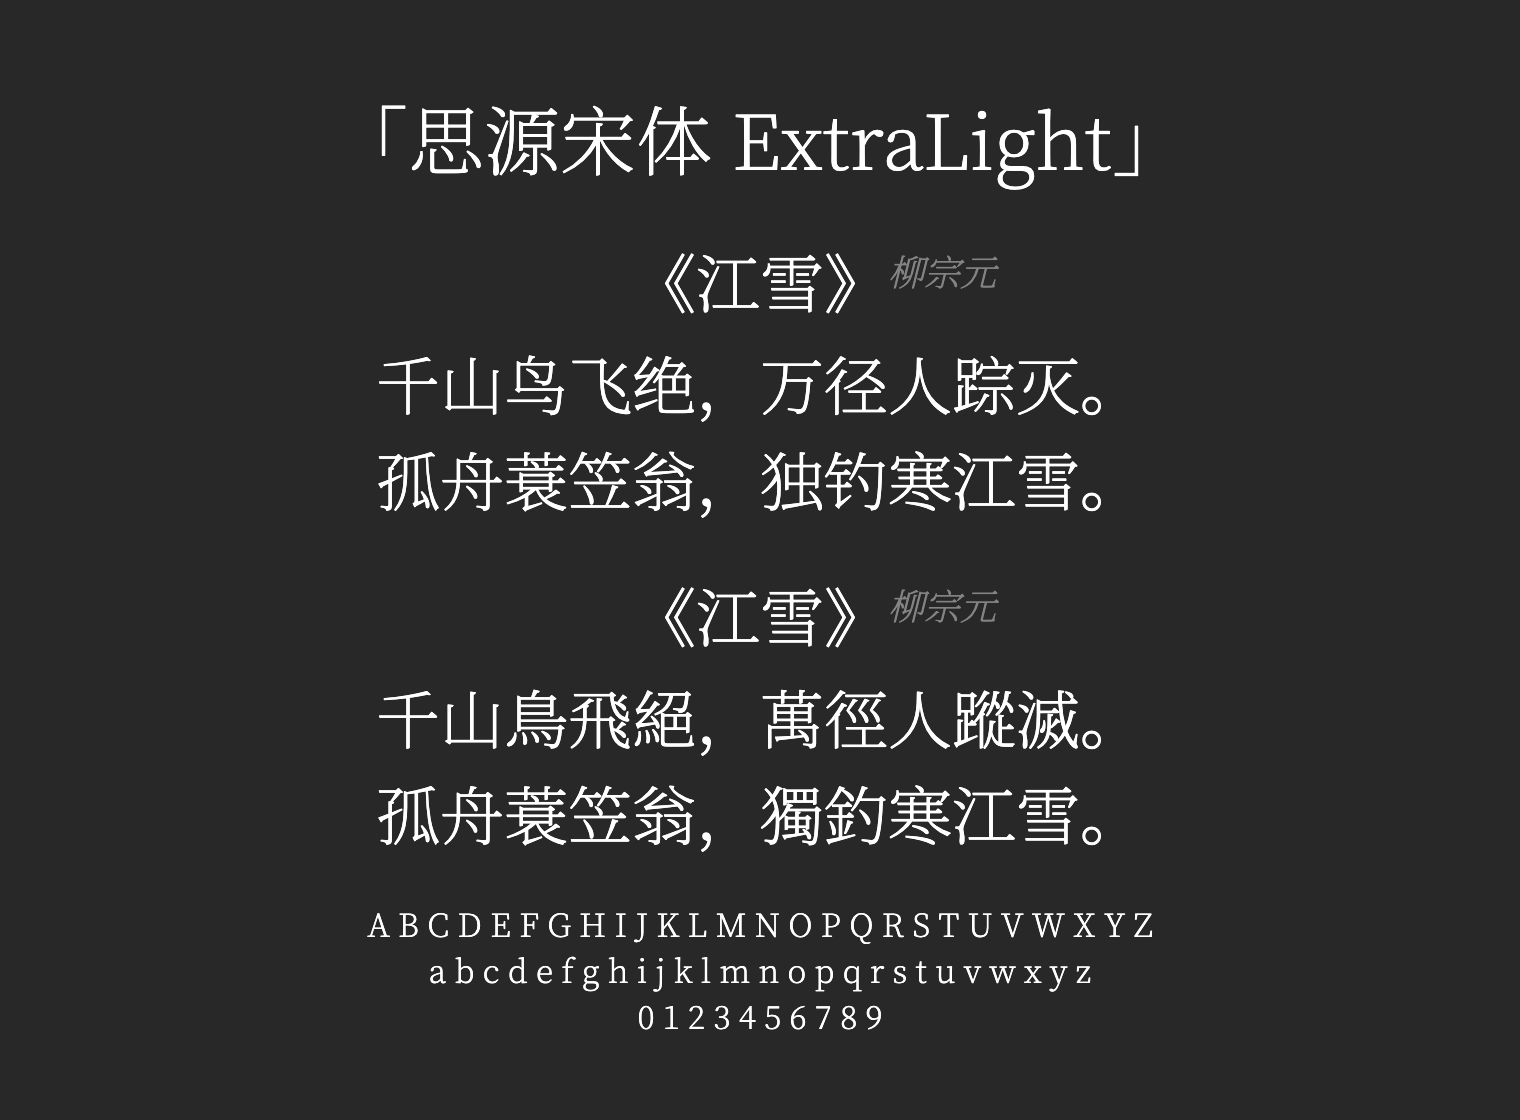 「思源宋体 ExtraLight」
《江雪》 柳宗元
千山鸟飞绝，万径人踪灭。
孤舟蓑笠翁，独钓寒江雪。
《江雪》 柳宗元
千山鳥飛絕，萬徑人蹤滅。
孤舟蓑笠翁，獨釣寒江雪。
A B C D E F G H I J K L M N O P Q R S T U V W X Y Z
a b c d e f g h i j k l m n o p q r s t u v w x y z
0 1 2 3 4 5 6 7 8 9